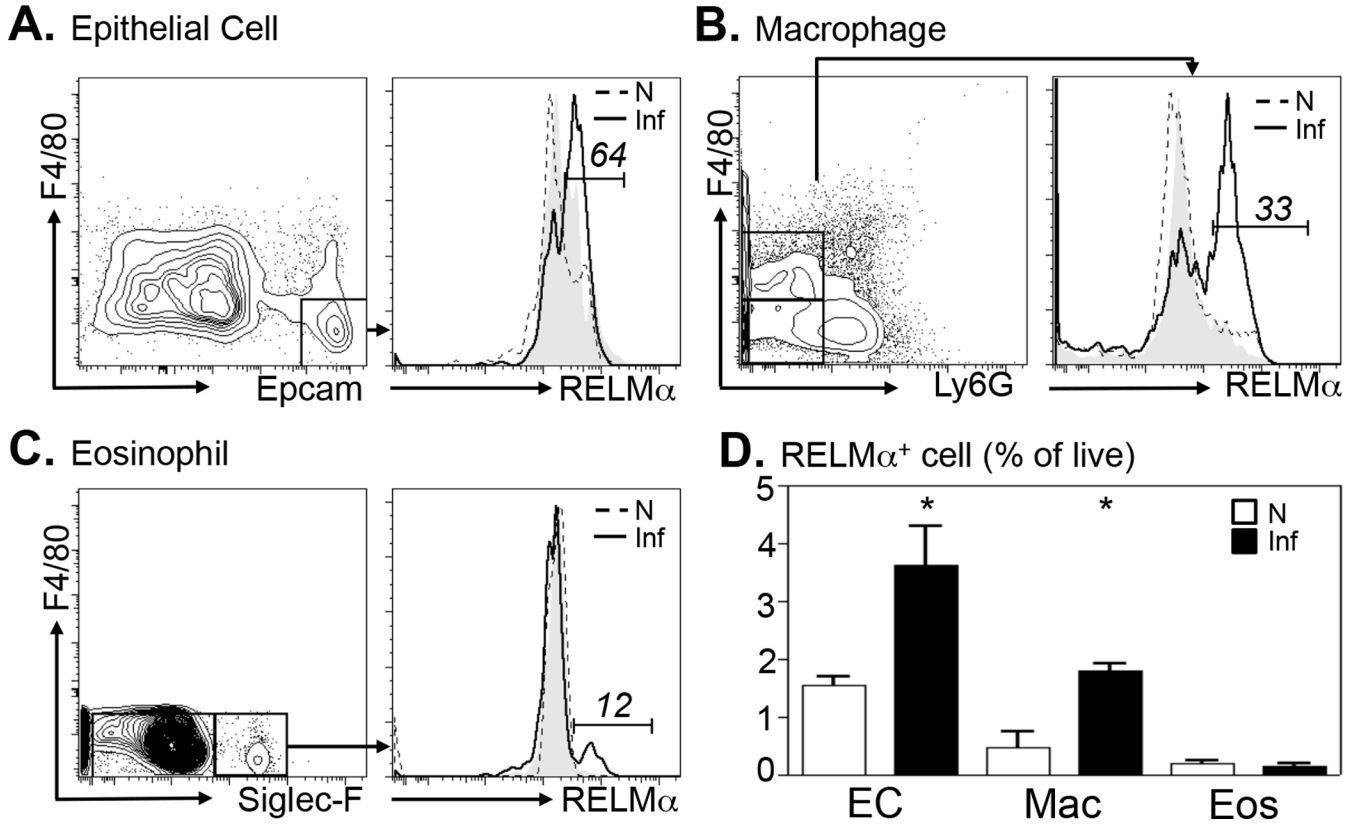 A. Epithelial Cell
F4/80
Epcam
N
Inf
64
RELMα
B. Macrophage
F4/80
Ly6G
N
Inf
33
RELMα
C. Eosinophil
F4/80
Siglec-F
N
Inf
12
RELMα
D. RELMα+ cell (% of live)
5
4
3
2
1
0
* *
N
Inf
EC Mac Eos